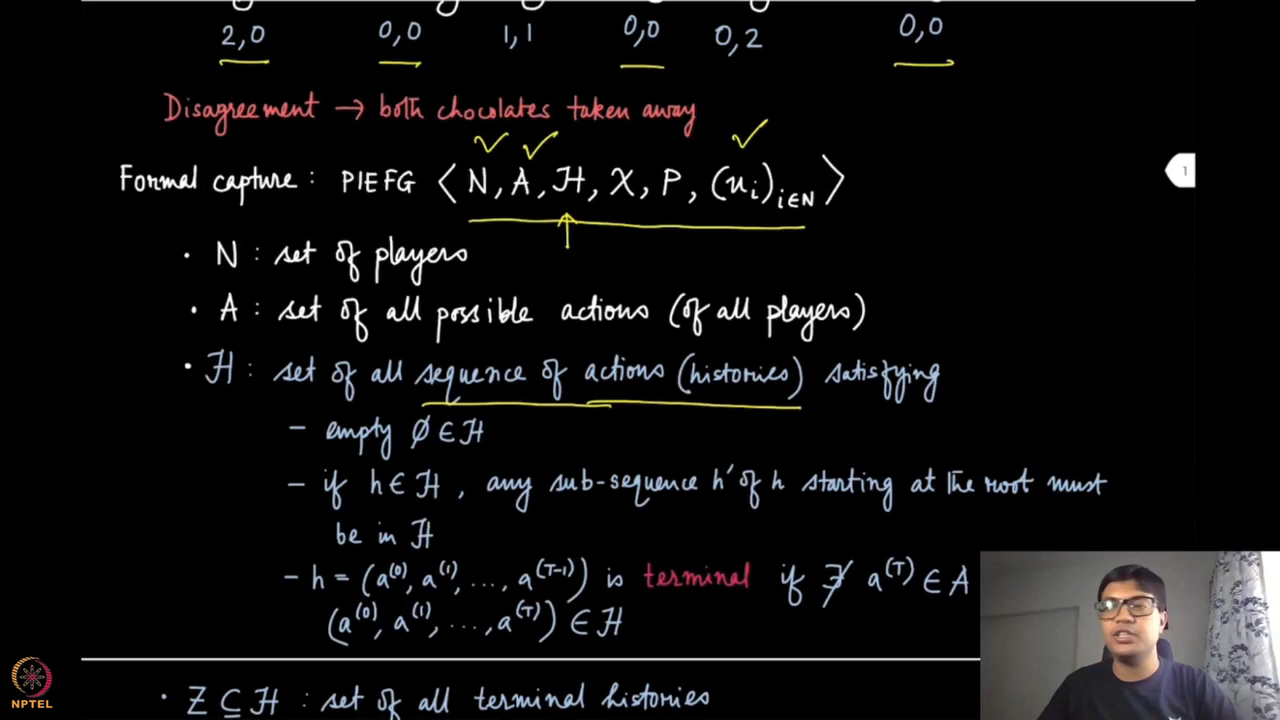 2,0 0,0 1,1 0,0 0,2 0,0
Disagreement → both chocolates taken away
Formal capture : PIEFG ⟨ N, A, ℋ, X, P, (u_i)_{i∈N} ⟩
1
· N : set of players
· A : set of all possible actions (of all players)
· ℋ : set of all sequence of actions (histories) satisfying
– empty ∅ ∈ ℋ
– if h ∈ ℋ, any sub-sequence h' of h starting at the root must
be in ℋ
– h = (a^(0), a^(1), ..., a^(T-1)) is terminal if ∄ a^(T) ∈ A
(a^(0), a^(1), ..., a^(T)) ∈ ℋ
· Z ⊆ ℋ : set of all terminal histories
NPTEL